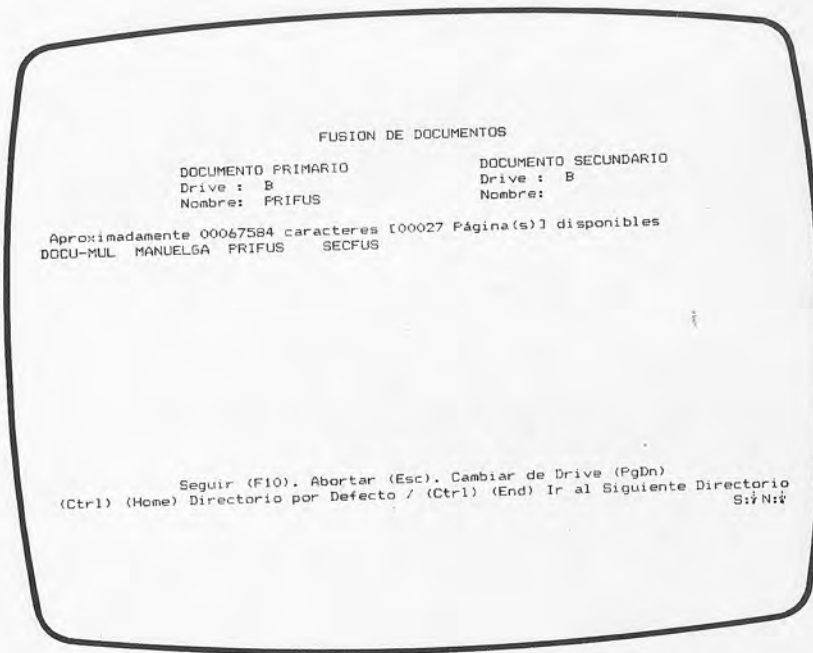 FUSION DE DOCUMENTOS
DOCUMENTO PRIMARIO
Drive : B
Nombre: PRIFUS
DOCUMENTO SECUNDARIO
Drive : B
Nombre:
Aproximadamente 00067584 caracteres [00027 Página(s)] disponibles
DOCU-MUL MANUELGA PRIFUS SECFUS
Seguir (F10). Abortar (Esc). Cambiar de Drive (PgDn)
(Ctrl) (Home) Directorio por Defecto / (Ctrl) (End) Ir al Siguiente Directorio
S: N: